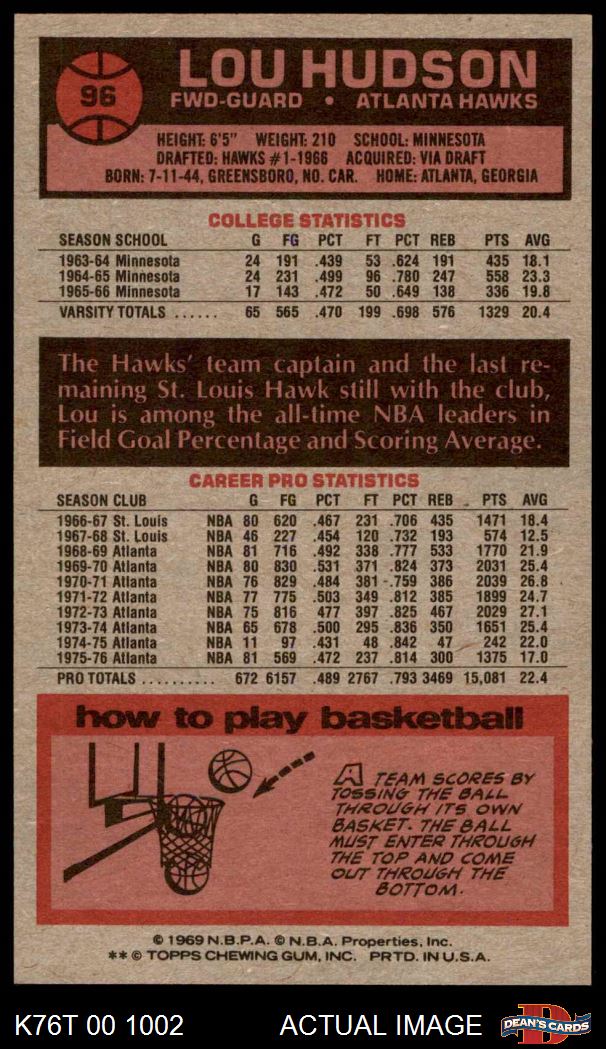 96
LOU HUDSON
FWD-GUARD • ATLANTA HAWKS
HEIGHT: 6'5" WEIGHT: 210 SCHOOL: MINNESOTA
DRAFTED: HAWKS #1-1966 ACQUIRED: VIA DRAFT
BORN: 7-11-44, GREENSBORO, NO. CAR. HOME: ATLANTA, GEORGIA
COLLEGE STATISTICS
SEASON SCHOOL G FG PCT FT PCT REB PTS AVG
1963-64 Minnesota 24 191 .439 53 .624 191 435 18.1
1964-65 Minnesota 24 231 .499 96 .780 247 558 23.3
1965-66 Minnesota 17 143 .472 50 .649 138 336 19.8
VARSITY TOTALS ...... 65 565 .470 199 .698 576 1329 20.4
The Hawks' team captain and the last re-
maining St. Louis Hawk still with the club,
Lou is among the all-time NBA leaders in
Field Goal Percentage and Scoring Average.
CAREER PRO STATISTICS
SEASON CLUB G FG PCT FT PCT REB PTS AVG
1966-67 St. Louis NBA 80 620 .467 231 .706 435 1471 18.4
1967-68 St. Louis NBA 46 227 .454 120 .732 193 574 12.5
1968-69 Atlanta NBA 81 716 .492 338 .777 533 1770 21.9
1969-70 Atlanta NBA 80 830 .531 371 .824 373 2031 25.4
1970-71 Atlanta NBA 76 829 .484 381 .759 386 2039 26.8
1971-72 Atlanta NBA 77 775 .503 349 .812 385 1899 24.7
1972-73 Atlanta NBA 75 816 .477 397 .825 467 2029 27.1
1973-74 Atlanta NBA 65 678 .500 295 .836 350 1651 25.4
1974-75 Atlanta NBA 11 97 .431 48 .842 47 242 22.0
1975-76 Atlanta NBA 81 569 .472 237 .814 300 1375 17.0
PRO TOTALS .......... 672 6157 .489 2767 .793 3469 15,081 22.4
how to play basketball
A TEAM SCORES BY
TOSSING THE BALL
THROUGH ITS OWN
BASKET. THE BALL
MUST ENTER THROUGH
THE TOP AND COME
OUT THROUGH THE
BOTTOM.
© 1969 N.B.P.A. © N.B.A. Properties, Inc.
** © TOPPS CHEWING GUM, INC. PRTD. IN U.S.A.
K76T 00 1002 ACTUAL IMAGE D DEAN'S CARDS